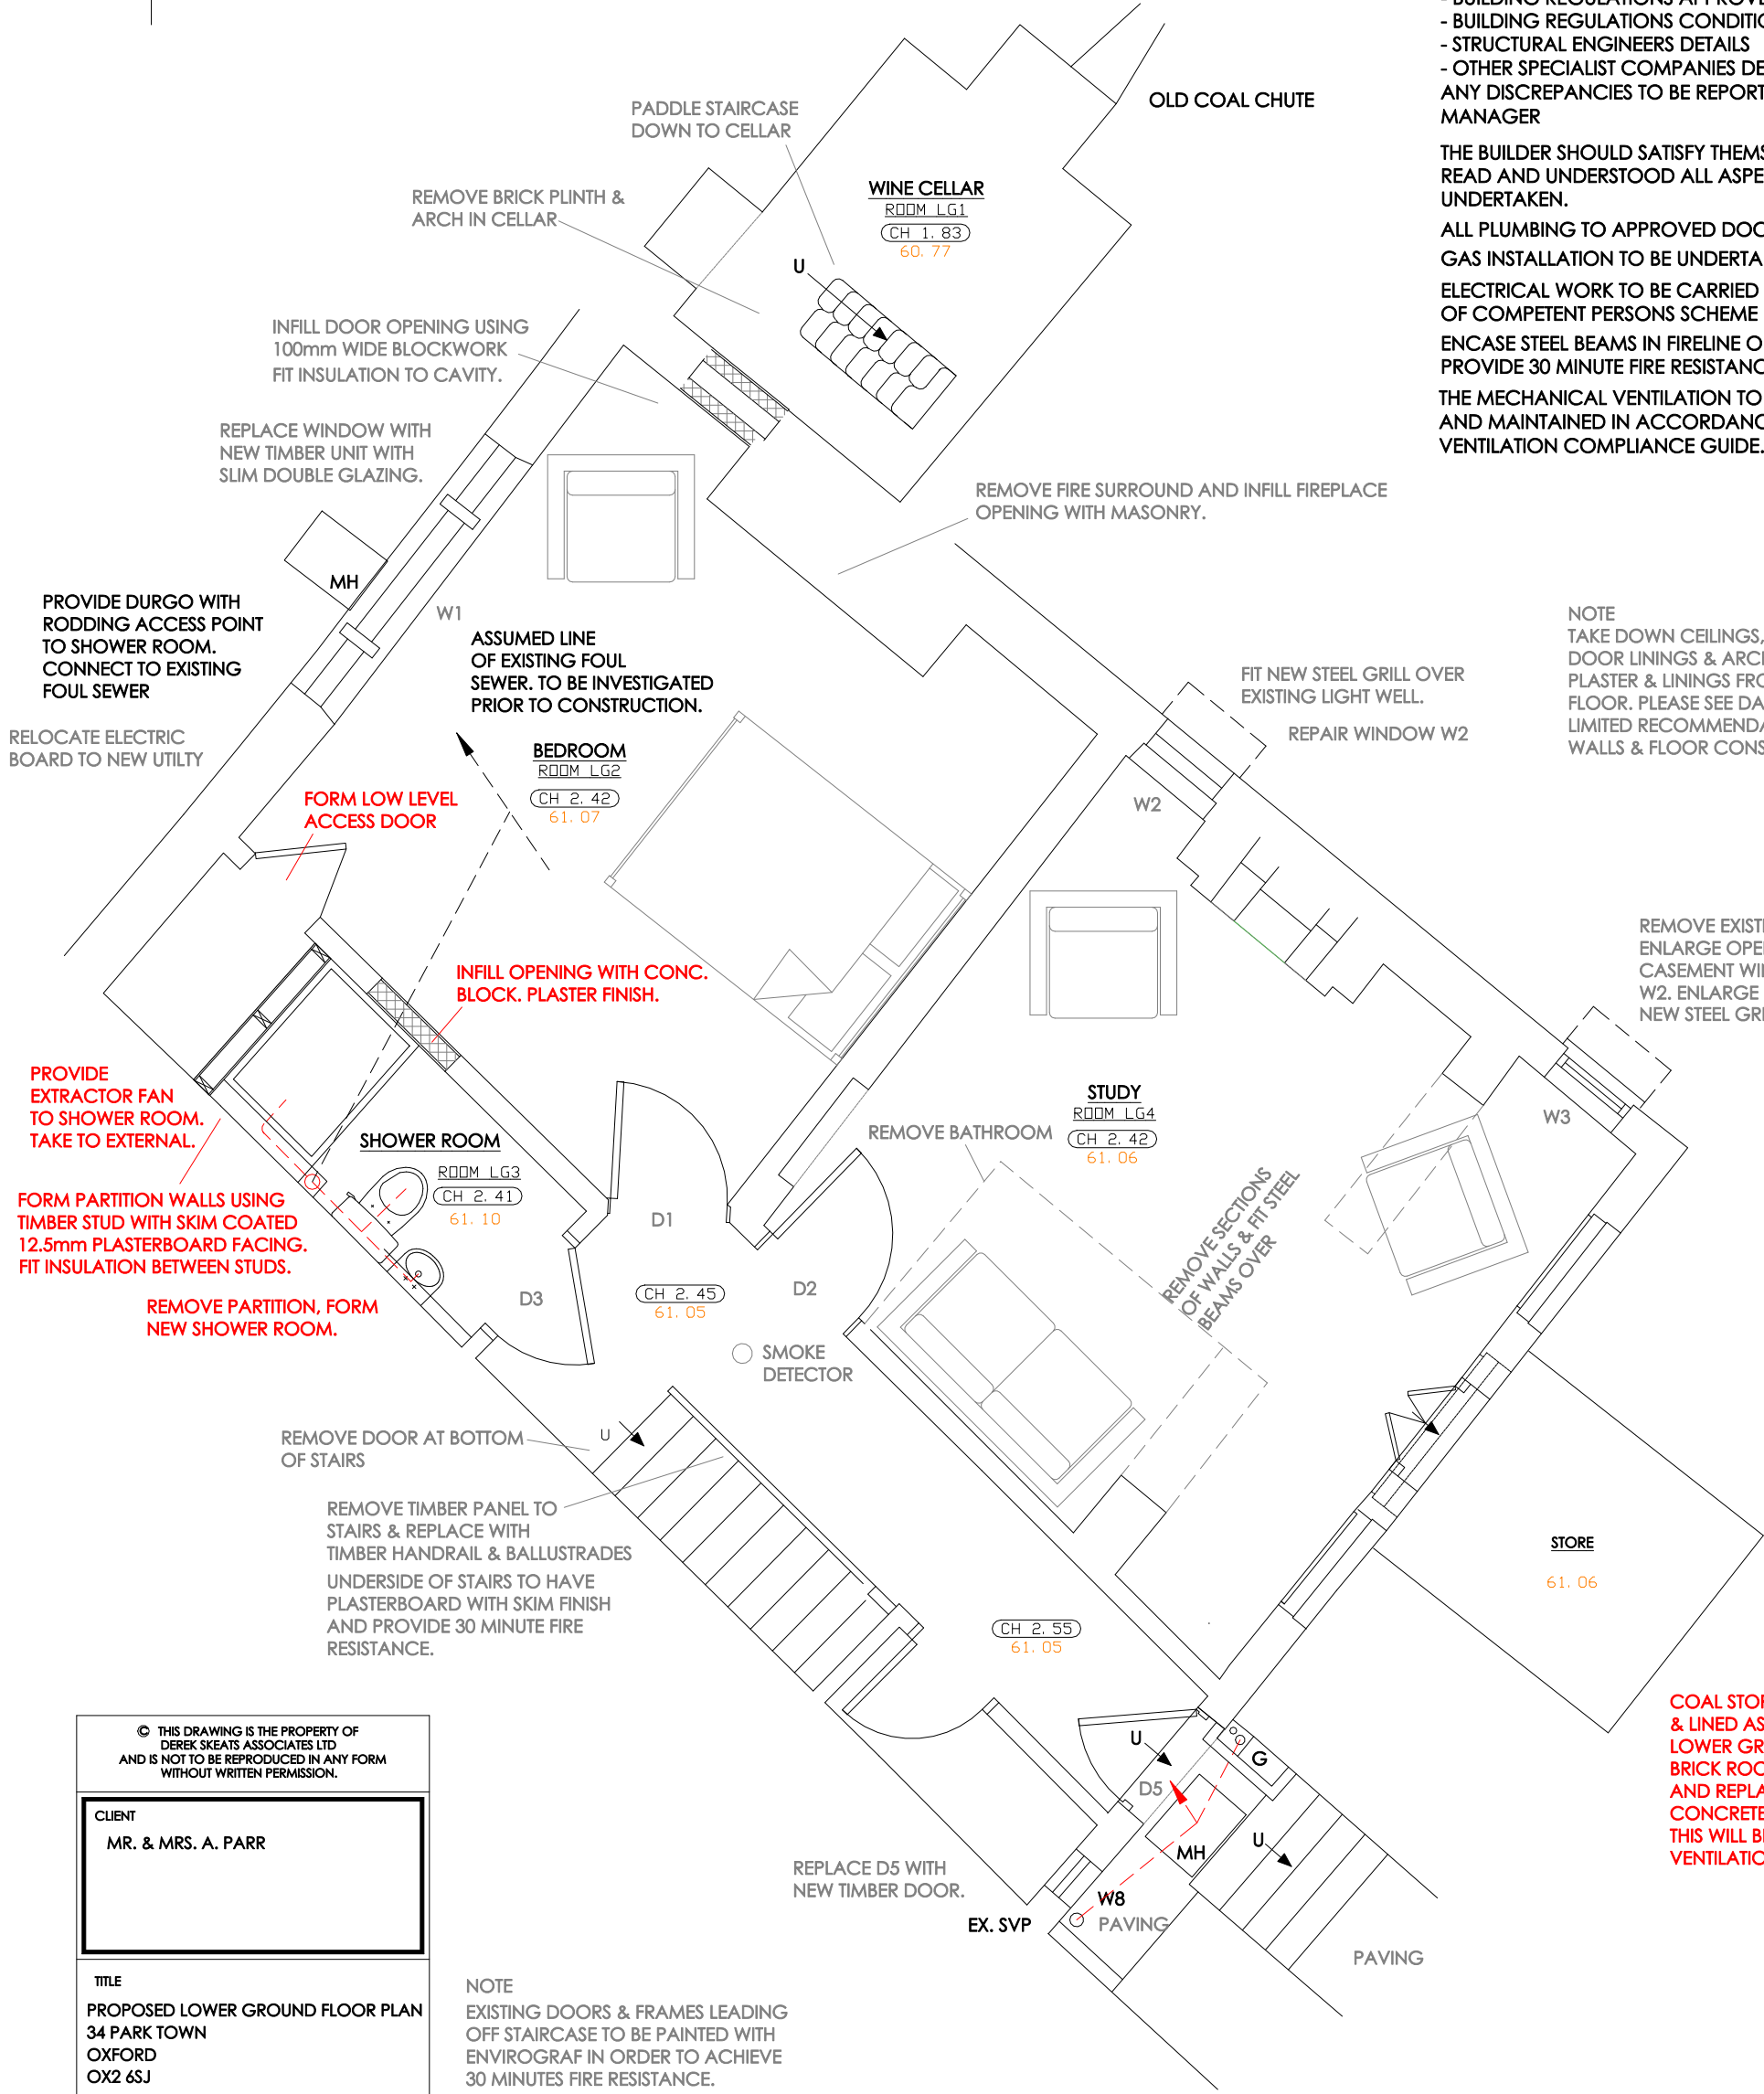 - BUILDING REGULATIONS CONDITIO
- STRUCTURAL ENGINEERS DETAILS
- OTHER SPECIALIST COMPANIES DE
ANY DISCREPANCIES TO BE REPORT
MANAGER
THE BUILDER SHOULD SATISFY THEMS
READ AND UNDERSTOOD ALL ASPE
UNDERTAKEN.
ALL PLUMBING TO APPROVED DOC
GAS INSTALLATION TO BE UNDERTA
ELECTRICAL WORK TO BE CARRIED
OF COMPETENT PERSONS SCHEME
ENCASE STEEL BEAMS IN FIRELINE O
PROVIDE 30 MINUTE FIRE RESISTANC
THE MECHANICAL VENTILATION TO
AND MAINTAINED IN ACCORDANC
VENTILATION COMPLIANCE GUIDE.
OLD COAL CHUTE
PADDLE STAIRCASE
DOWN TO CELLAR
WINE CELLAR
ROOM LG1
CH 1.83
60.77
U
REMOVE BRICK PLINTH &
ARCH IN CELLAR
INFILL DOOR OPENING USING
100mm WIDE BLOCKWORK
FIT INSULATION TO CAVITY.
REPLACE WINDOW WITH
NEW TIMBER UNIT WITH
SLIM DOUBLE GLAZING.
REMOVE FIRE SURROUND AND INFILL FIREPLACE
OPENING WITH MASONRY.
MH
W1
PROVIDE DURGO WITH
RODDING ACCESS POINT
TO SHOWER ROOM.
CONNECT TO EXISTING
FOUL SEWER
ASSUMED LINE
OF EXISTING FOUL
SEWER. TO BE INVESTIGATED
PRIOR TO CONSTRUCTION.
NOTE
TAKE DOWN CEILINGS,
DOOR LININGS & ARCH
PLASTER & LININGS FRO
FLOOR. PLEASE SEE DA
LIMITED RECOMMENDA
WALLS & FLOOR CONS
FIT NEW STEEL GRILL OVER
EXISTING LIGHT WELL.
REPAIR WINDOW W2
W2
RELOCATE ELECTRIC
BOARD TO NEW UTILTY
BEDROOM
ROOM LG2
CH 2.42
61.07
FORM LOW LEVEL
ACCESS DOOR
INFILL OPENING WITH CONC.
BLOCK. PLASTER FINISH.
REMOVE EXISTI
ENLARGE OPE
CASEMENT WI
W2. ENLARGE
NEW STEEL GRI
PROVIDE
EXTRACTOR FAN
TO SHOWER ROOM.
TAKE TO EXTERNAL.
SHOWER ROOM
ROOM LG3
CH 2.41
61.10
STUDY
ROOM LG4
CH 2.42
61.06
W3
REMOVE BATHROOM
REMOVE SECTIONS
OF WALLS & FIT STEEL
BEAMS OVER
FORM PARTITION WALLS USING
TIMBER STUD WITH SKIM COATED
12.5mm PLASTERBOARD FACING.
FIT INSULATION BETWEEN STUDS.
REMOVE PARTITION, FORM
NEW SHOWER ROOM.
D1
D2
D3
CH 2.45
61.05
SMOKE
DETECTOR
REMOVE DOOR AT BOTTOM
OF STAIRS
U
REMOVE TIMBER PANEL TO
STAIRS & REPLACE WITH
TIMBER HANDRAIL & BALLUSTRADES
UNDERSIDE OF STAIRS TO HAVE
PLASTERBOARD WITH SKIM FINISH
AND PROVIDE 30 MINUTE FIRE
RESISTANCE.
STORE
61.06
CH 2.55
61.05
COAL STOR
& LINED AS
LOWER GR
BRICK ROO
AND REPLA
CONCRETE
THIS WILL B
VENTILATIO
U
G
D5
MH
U
W8
REPLACE D5 WITH
NEW TIMBER DOOR.
EX. SVP
PAVING
PAVING
© THIS DRAWING IS THE PROPERTY OF
DEREK SKEATS ASSOCIATES LTD
AND IS NOT TO BE REPRODUCED IN ANY FORM
WITHOUT WRITTEN PERMISSION.
CLIENT
MR. & MRS. A. PARR
TITLE
PROPOSED LOWER GROUND FLOOR PLAN
34 PARK TOWN
OXFORD
OX2 6SJ
NOTE
EXISTING DOORS & FRAMES LEADING
OFF STAIRCASE TO BE PAINTED WITH
ENVIROGRAF IN ORDER TO ACHIEVE
30 MINUTES FIRE RESISTANCE.